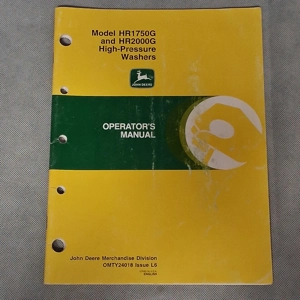 Model HR1750G
and HR2000G
High-Pressure
Washers
JOHN DEERE
OPERATOR'S
MANUAL
John Deere Merchandise Division
OMTY24018 Issue L6